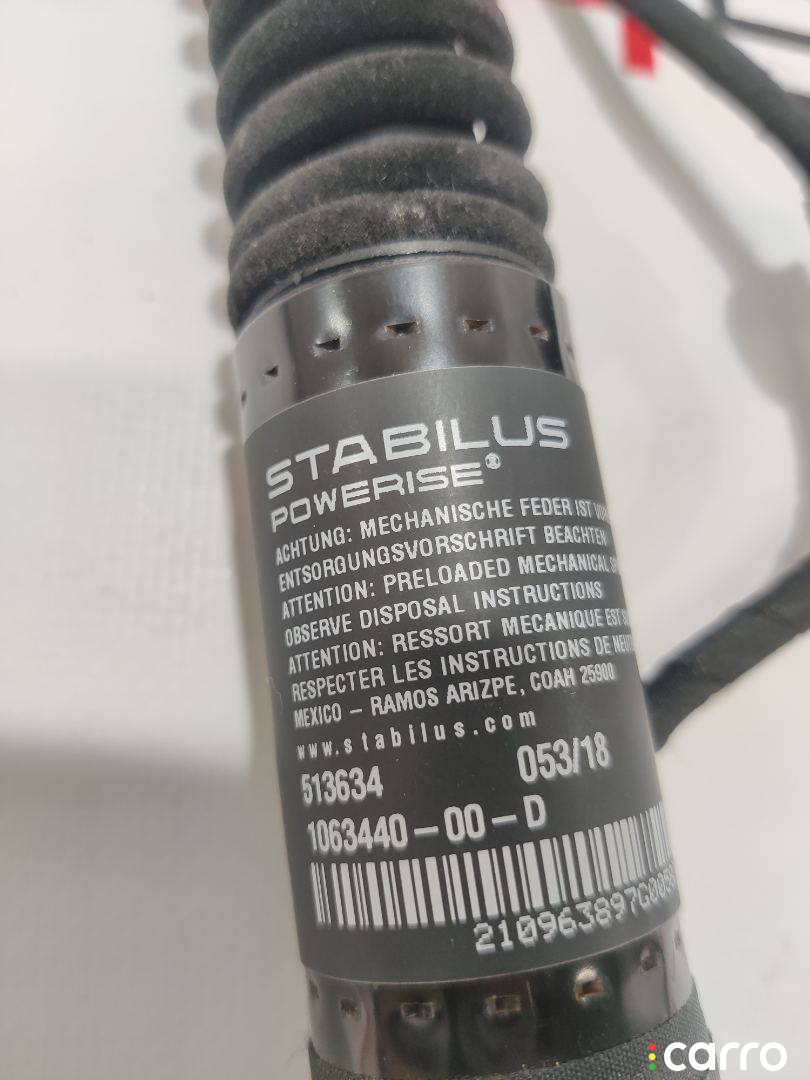 STABILUS
POWERISE®
ACHTUNG: MECHANISCHE FEDER IST
ENTSORGUNGSVORSCHRIFT BEACHTEN
ATTENTION: PRELOADED MECHANICAL
OBSERVE DISPOSAL INSTRUCTIONS
ATTENTION: RESSORT MECANIQUE EST
RESPECTER LES INSTRUCTIONS DE
MEXICO – RAMOS ARIZPE, COAH 25900
www.stabilus.com
513634 053/18
1063440-00-D
210963897G005
carro